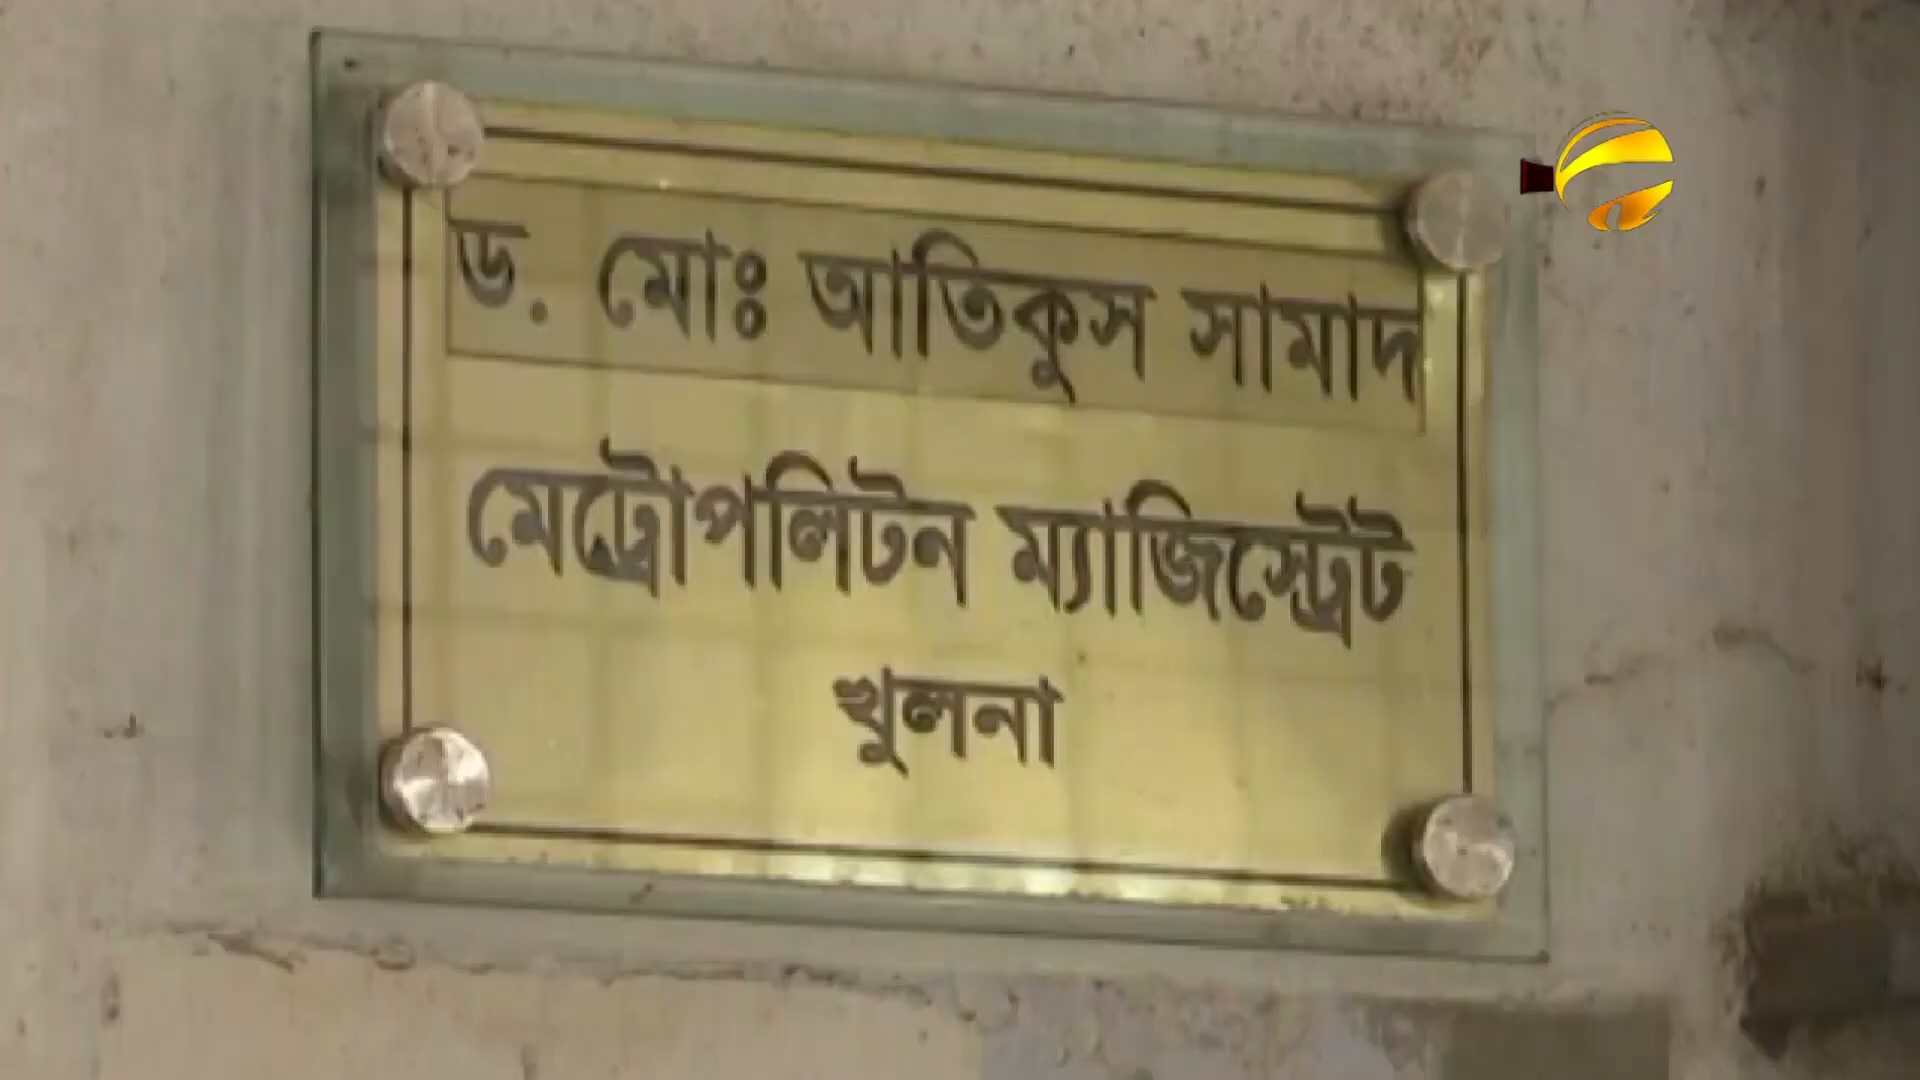 ড. মোঃ আতিকুস সামাদ
মেট্রোপলিটন ম্যাজিস্ট্রেট
খুলনা